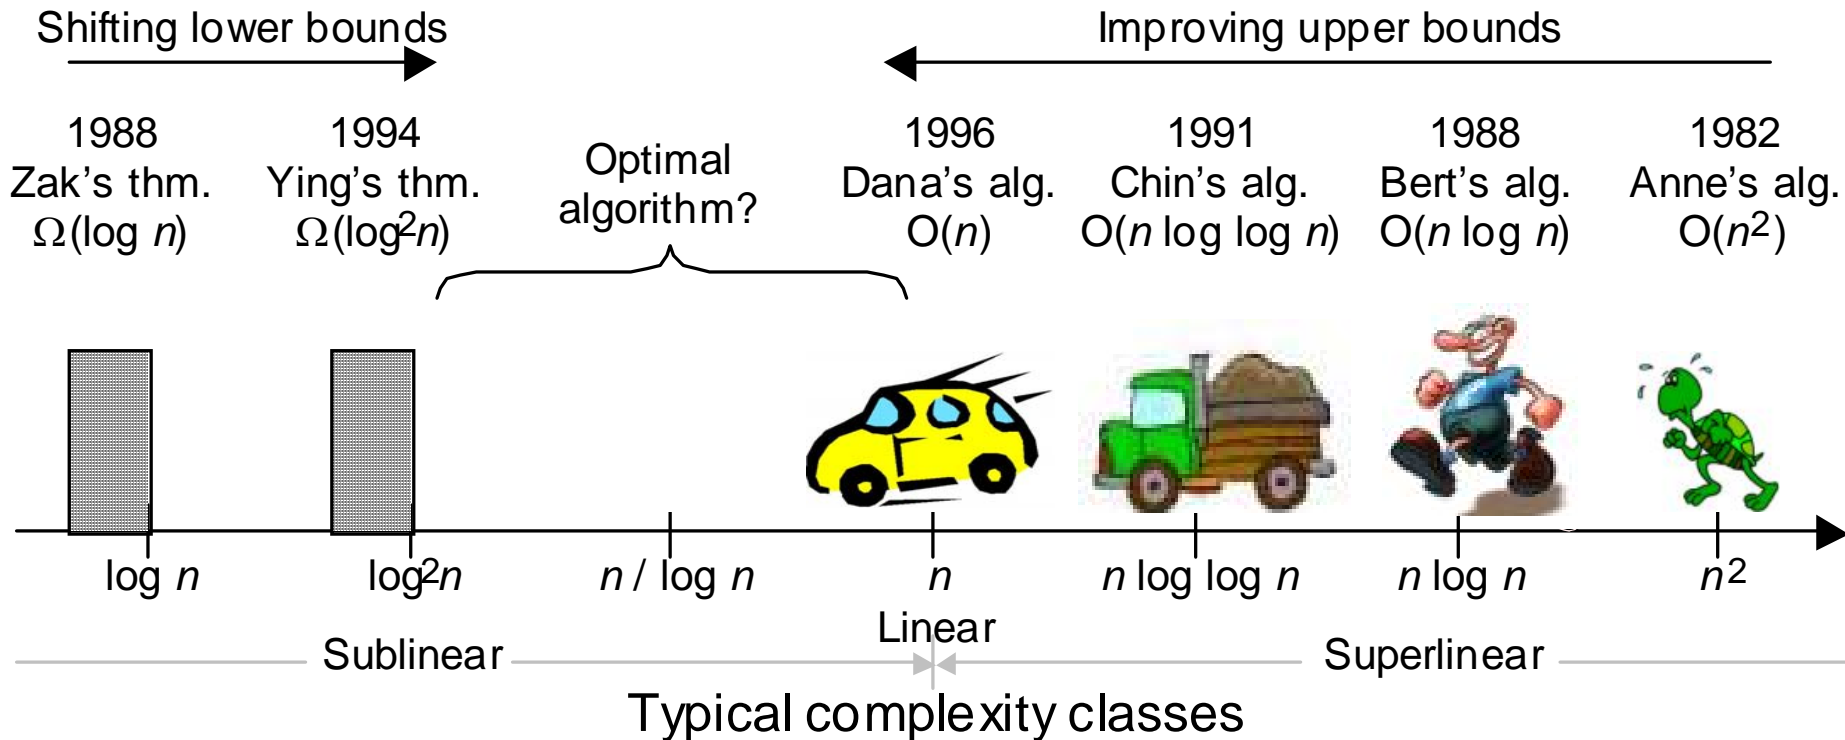 Shifting lower bounds
Improving upper bounds
1988
Zak's thm.
Ω(log n)
1994
Ying's thm.
Ω(log²n)
Optimal
algorithm?
1996
Dana's alg.
O(n)
1991
Chin's alg.
O(n log log n)
1988
Bert's alg.
O(n log n)
1982
Anne's alg.
O(n²)
log n
log²n
n / log n
n
n log log n
n log n
n²
Sublinear
Linear
Superlinear
Typical complexity classes